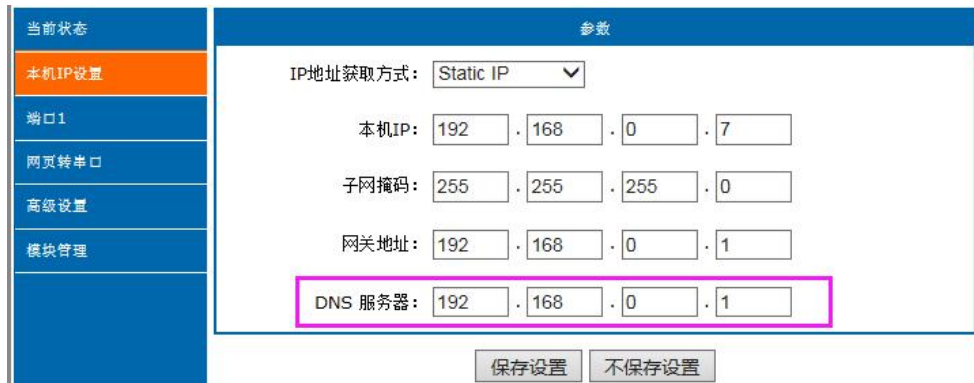 当前状态
本机IP设置
端口1
网页转串口
高级设置
模块管理
参数
IP地址获取方式： Static IP
本机IP： 192 . 168 . 0 . 7
子网掩码： 255 . 255 . 255 . 0
网关地址： 192 . 168 . 0 . 1
DNS 服务器： 192 . 168 . 0 . 1
保存设置 不保存设置